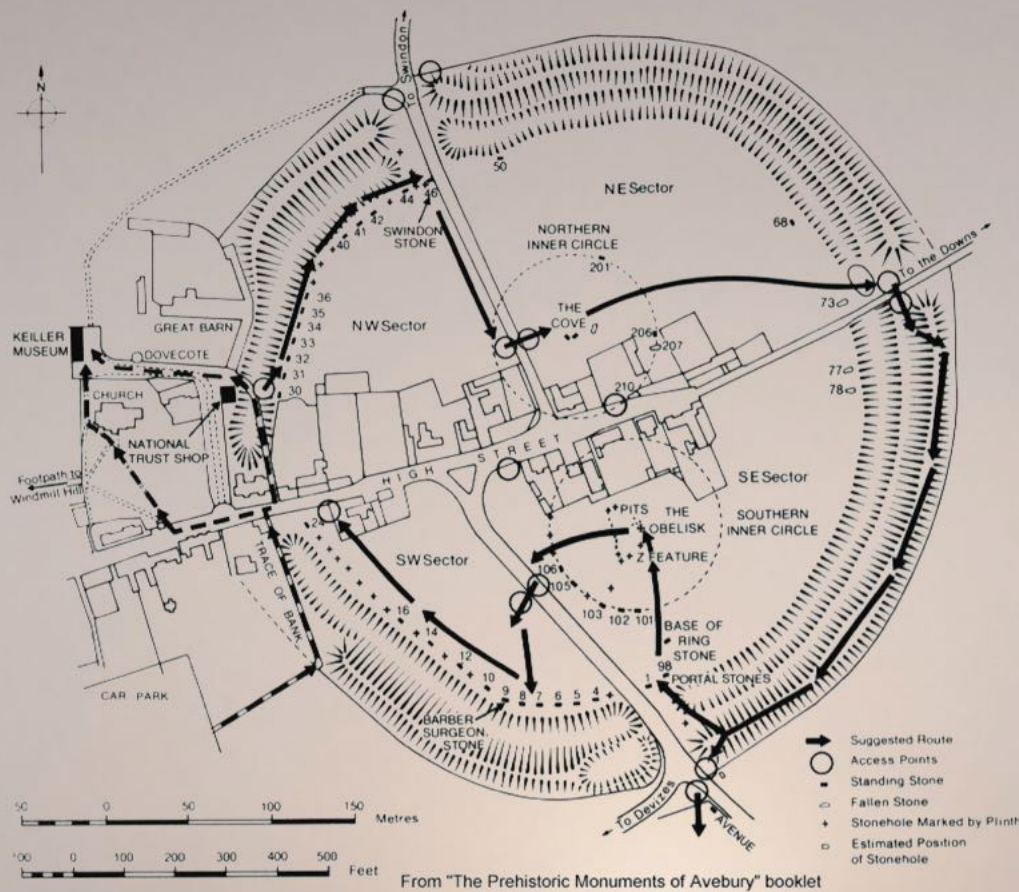 N
To Swindon
50
NE Sector
68
To the Downs
NORTHERN
INNER CIRCLE
201
THE
COVE
206
207
210
73
77
78
46
44
42
41
40
SWINDON
STONE
36
35
34
33
32
31
30
NW Sector
GREAT BARN
KEILLER
MUSEUM
DOVECOTE
CHURCH
NATIONAL
TRUST SHOP
Footpath to
Windmill Hill
HIGH STREET
SE Sector
SOUTHERN
INNER CIRCLE
PITS
THE
OBELISK
Z FEATURE
106
105
103
102
101
BASE OF
RING
STONE
98
1
PORTAL STONES
SW Sector
24
16
14
12
10
9
8
7
6
5
4
BARBER
SURGEON
STONE
TRACE OF BANK
CAR PARK
To Devizes
AVENUE
Suggested Route
Access Points
Standing Stone
Fallen Stone
Stonehole Marked by Plinth
Estimated Position
of Stonehole
50 0 50 100 150
Metres
100 0 100 200 300 400 500
Feet
From "The Prehistoric Monuments of Avebury" booklet